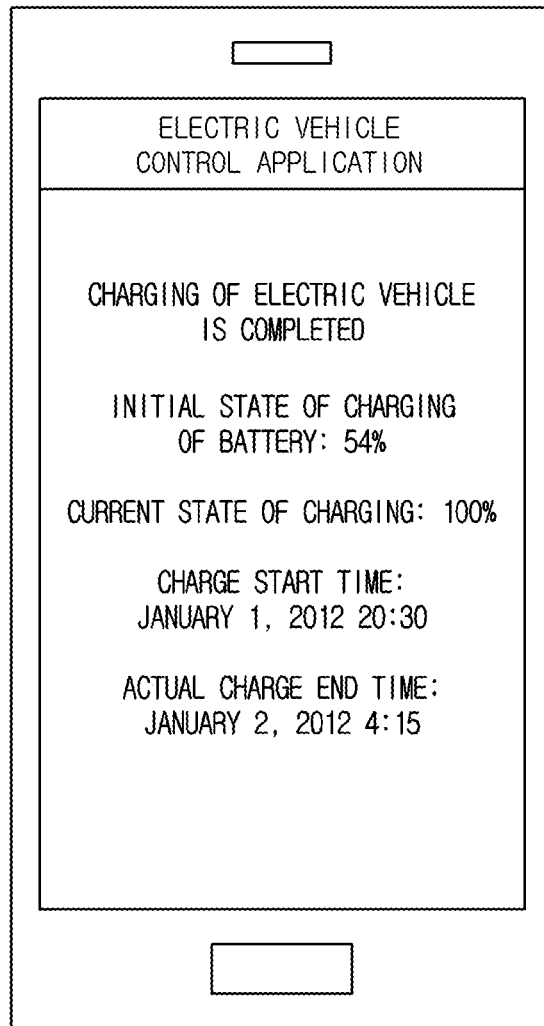 ELECTRIC VEHICLE
CONTROL APPLICATION
CHARGING OF ELECTRIC VEHICLE
IS COMPLETED
INITIAL STATE OF CHARGING
OF BATTERY: 54%
CURRENT STATE OF CHARGING: 100%
CHARGE START TIME:
JANUARY 1, 2012 20:30
ACTUAL CHARGE END TIME:
JANUARY 2, 2012 4:15